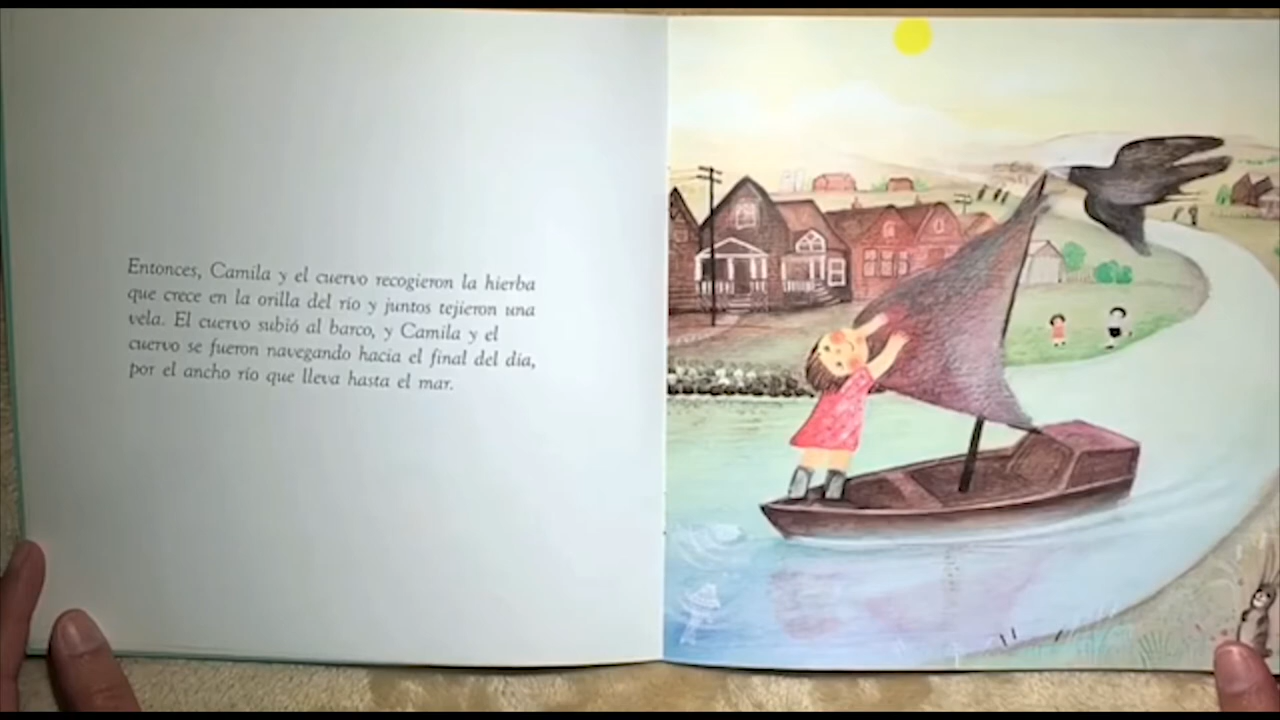 Entonces, Camila y el cuervo recogieron la hierba
que crece en la orilla del río y juntos tejieron una
vela. El cuervo subió al barco, y Camila y el
cuervo se fueron navegando hacia el final del día,
por el ancho río que lleva hasta el mar.